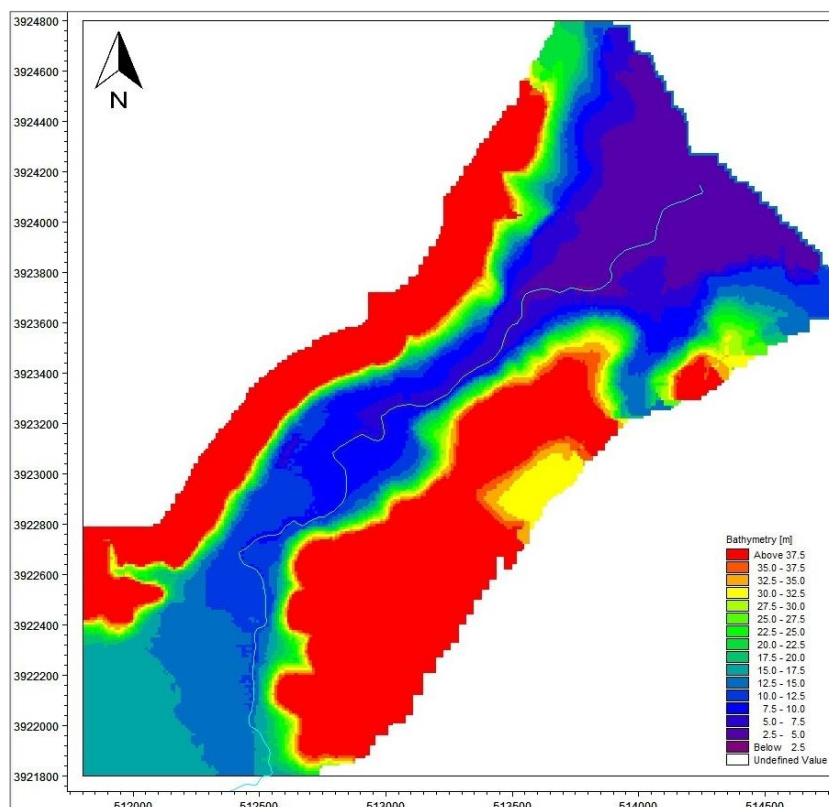 3924800
3924600
3924400
3924200
3924000
3923800
3923600
3923400
3923200
3923000
3922800
3922600
3922400
3922200
3922000
3921800
N
Bathymetry [m]
Above 37.5
35.0 - 37.5
32.5 - 35.0
30.0 - 32.5
27.5 - 30.0
25.0 - 27.5
22.5 - 25.0
20.0 - 22.5
17.5 - 20.0
15.0 - 17.5
12.5 - 15.0
10.0 - 12.5
7.5 - 10.0
5.0 - 7.5
2.5 - 5.0
Below 2.5
Undefined Value
512000 512500 513000 513500 514000 514500